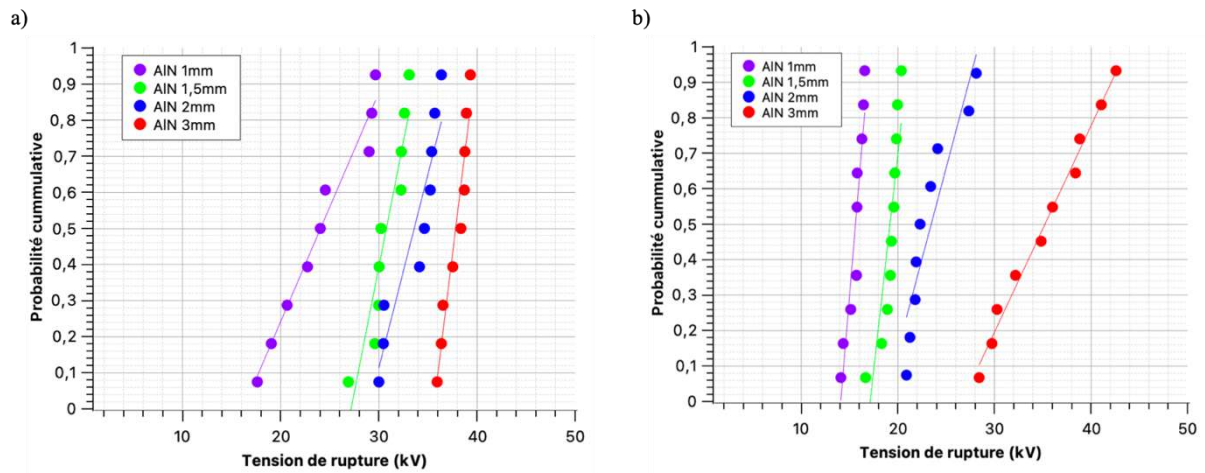 a)
1
0,9
0,8
0,7
0,6
0,5
0,4
0,3
0,2
0,1
0
Probabilité cummulative
AlN 1mm
AlN 1,5mm
AlN 2mm
AlN 3mm
10 20 30 40 50
Tension de rupture (kV)
b)
1
0,9
0,8
0,7
0,6
0,5
0,4
0,3
0,2
0,1
0
Probabilité cummulative
AlN 1mm
AlN 1,5mm
AlN 2mm
AlN 3mm
10 20 30 40 50
Tension de rupture (kV)